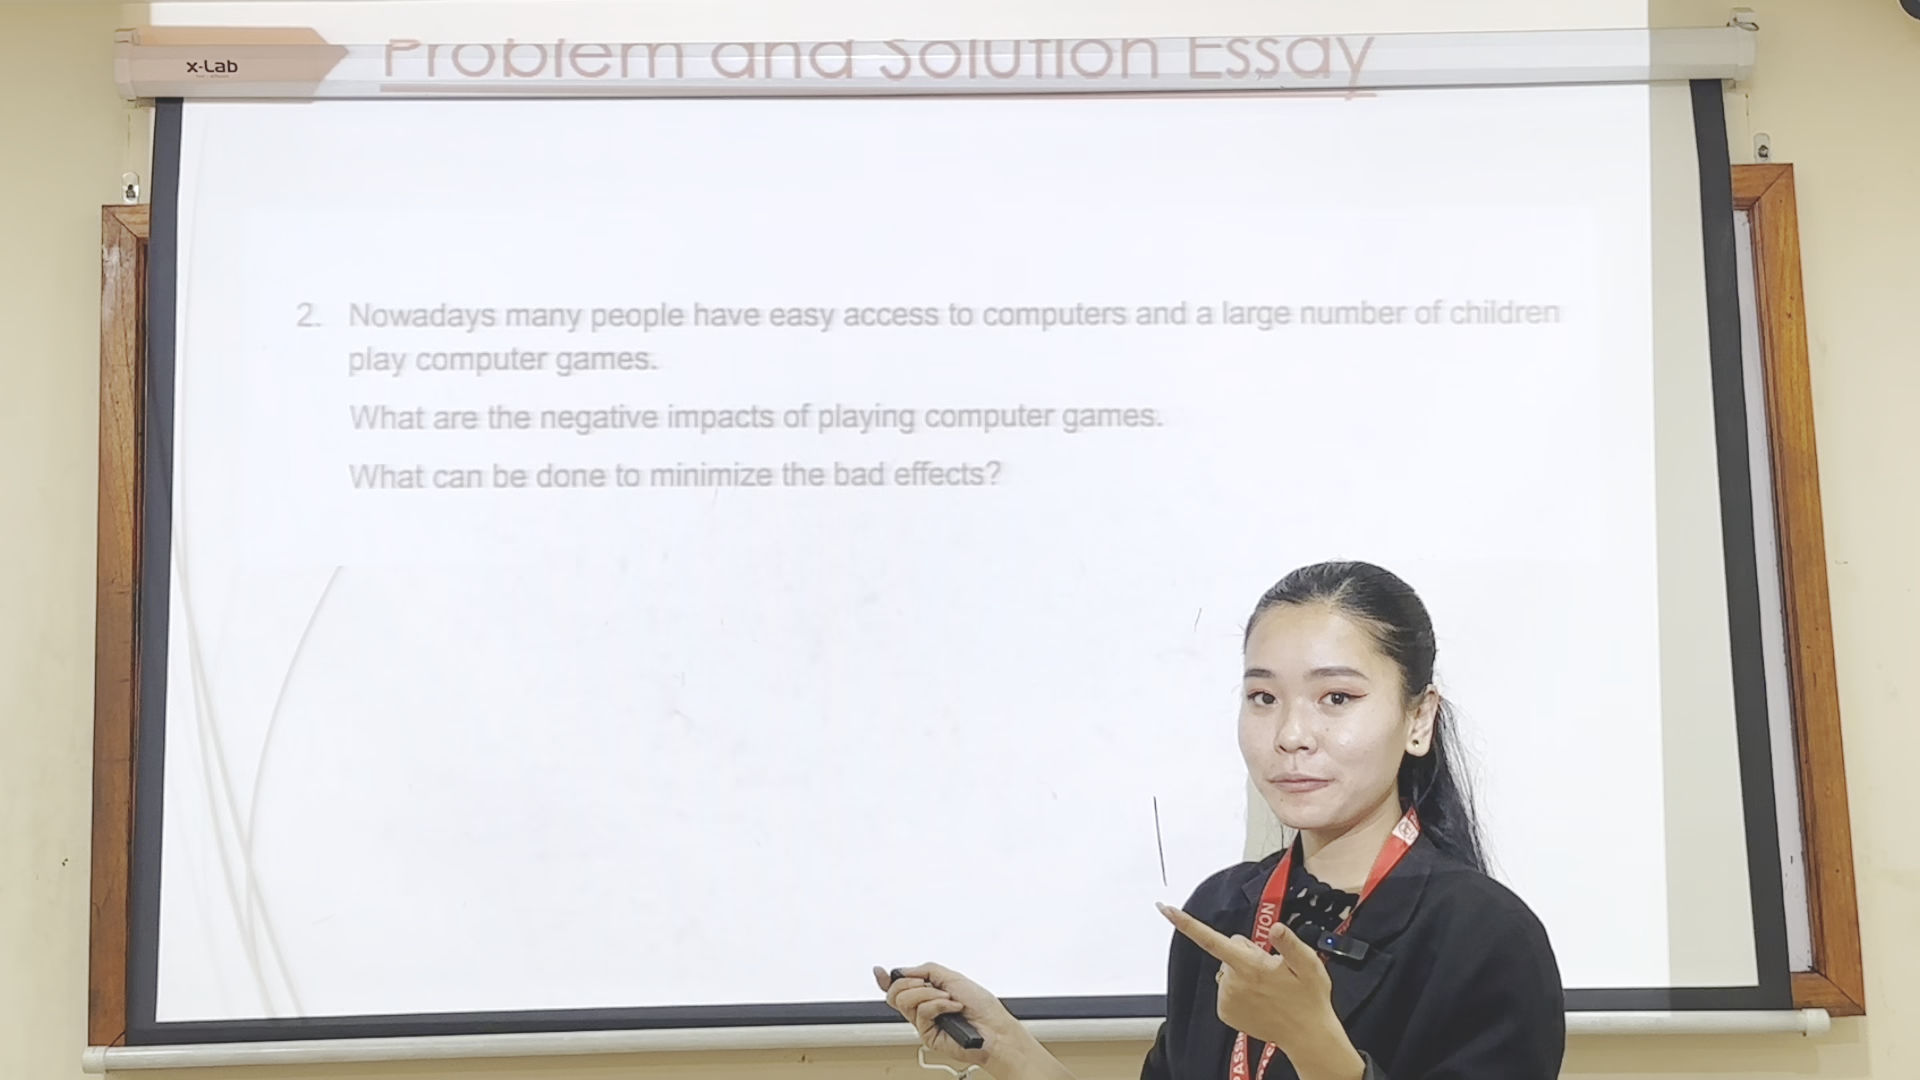 x-Lab
Problem and Solution Essay
2. Nowadays many people have easy access to computers and a large number of children
play computer games.
What are the negative impacts of playing computer games.
What can be done to minimize the bad effects?